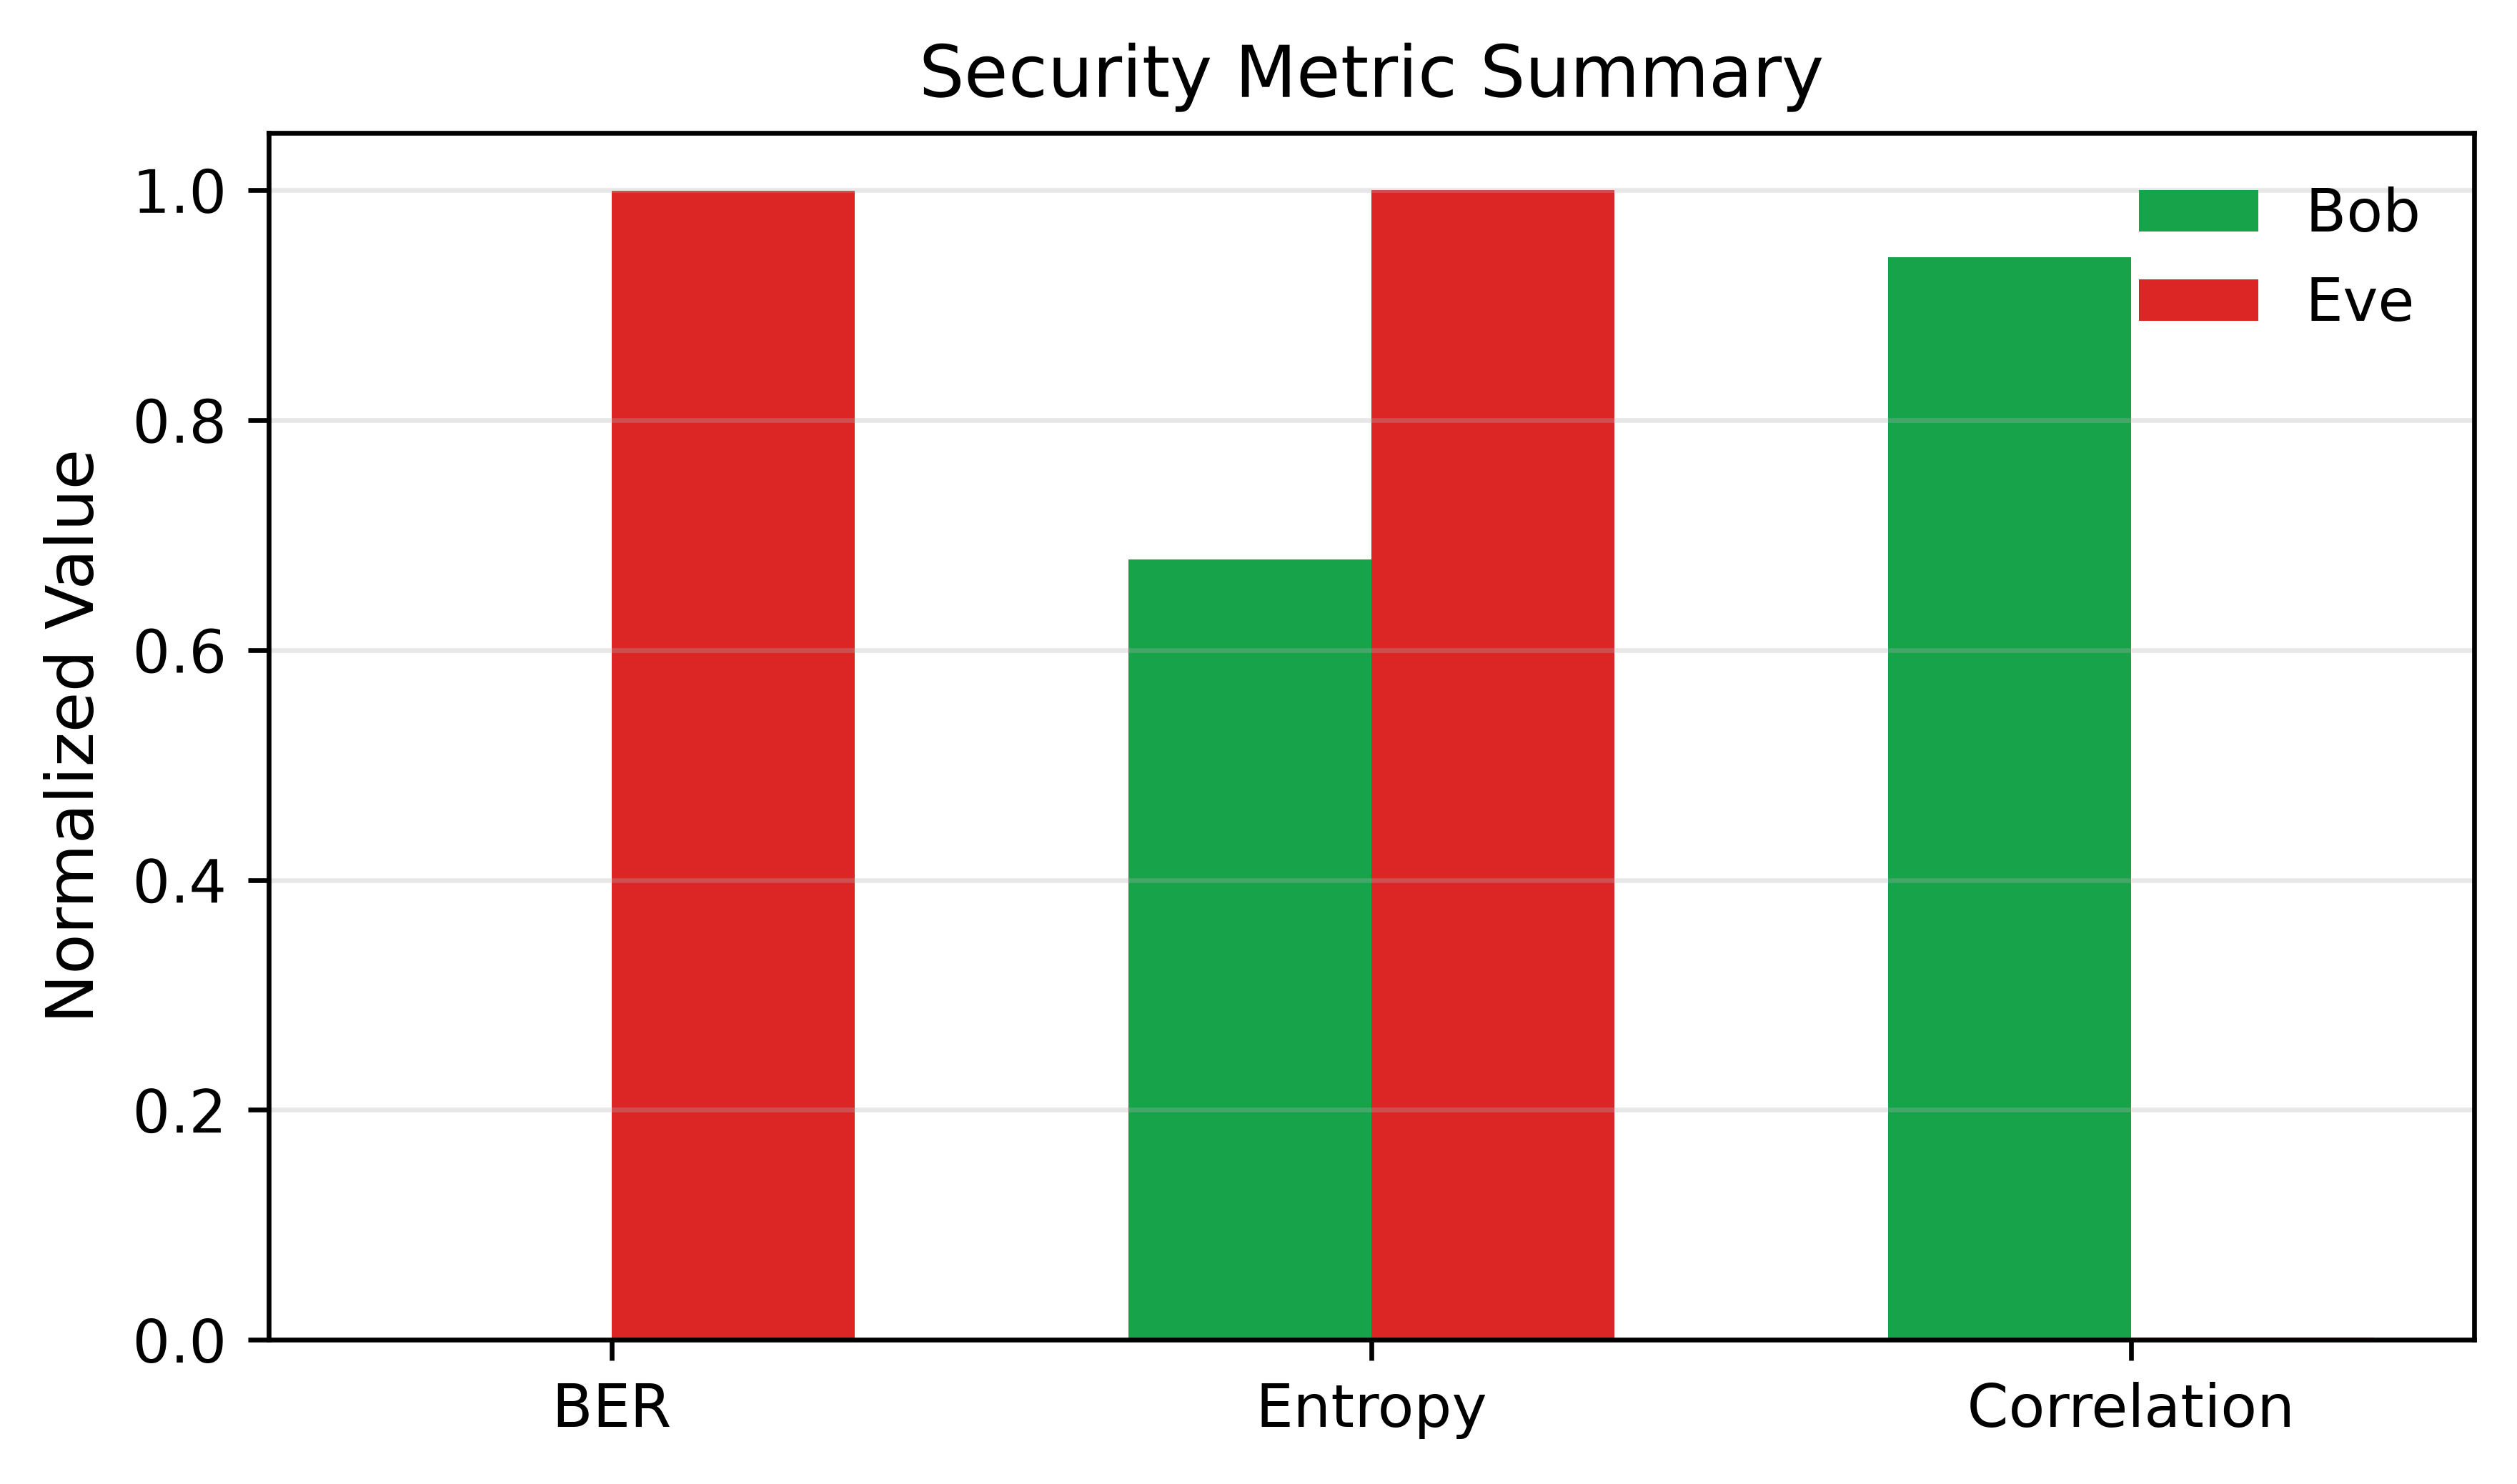 Security Metric Summary
Normalized Value
1.0
0.8
0.6
0.4
0.2
0.0
Bob
Eve
BER
Entropy
Correlation